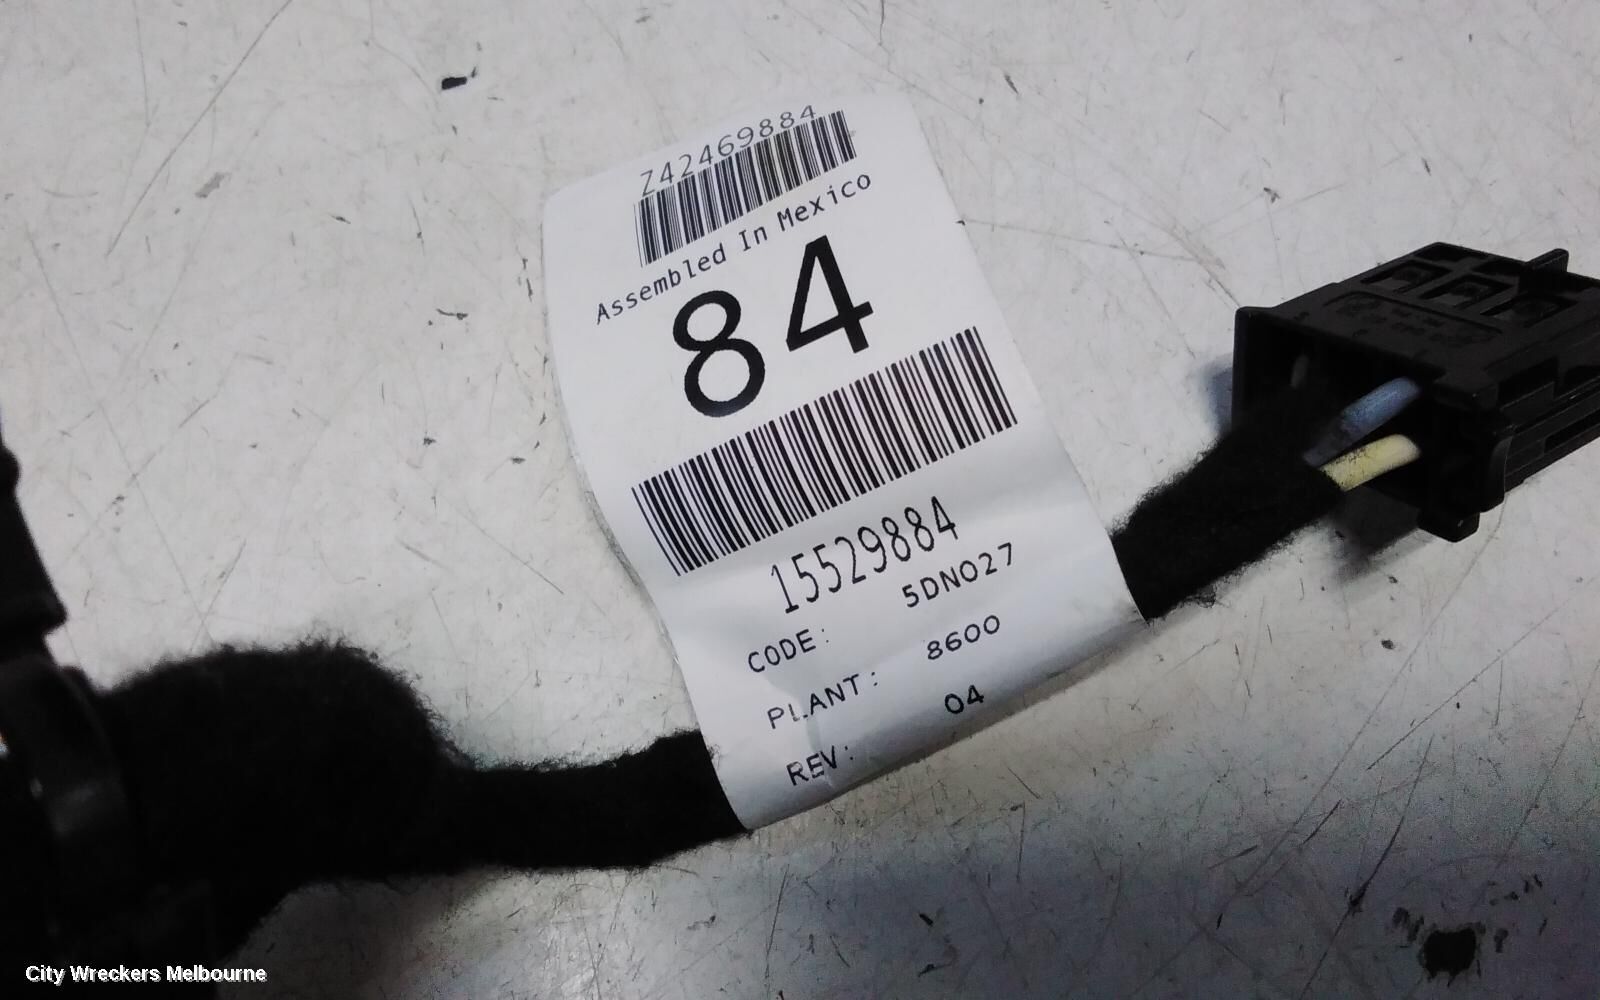 Z42469884
Assembled In Mexico
84
15529884
CODE: 5DN027
PLANT: 8600
REV: 04
City Wreckers Melbourne